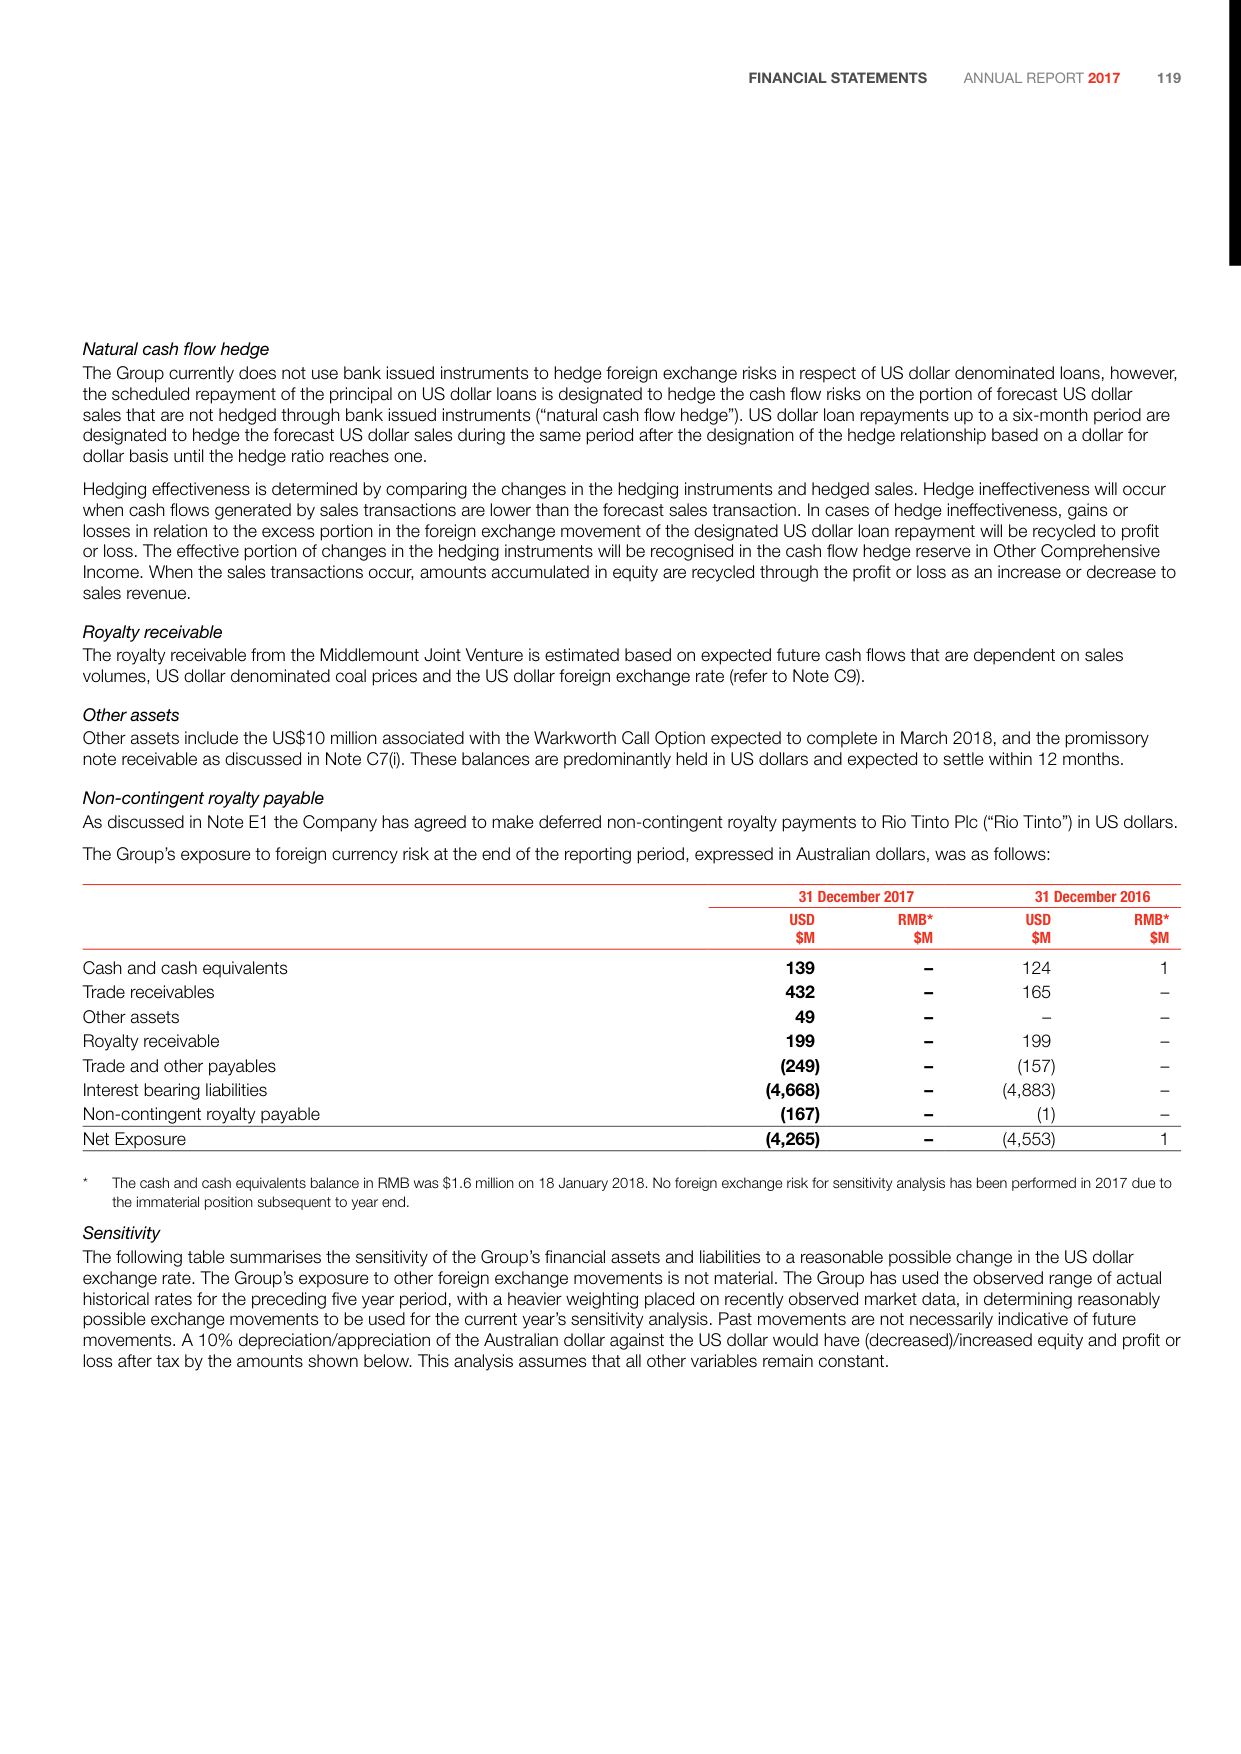 FINANCIAL STATEMENTS ANNUAL REPORT 2017 119
Natural cash flow hedge
The Group currently does not use bank issued instruments to hedge foreign exchange risks in respect of US dollar denominated loans, however,
the scheduled repayment of the principal on US dollar loans is designated to hedge the cash flow risks on the portion of forecast US dollar
sales that are not hedged through bank issued instruments (“natural cash flow hedge”). US dollar loan repayments up to a six-month period are
designated to hedge the forecast US dollar sales during the same period after the designation of the hedge relationship based on a dollar for
dollar basis until the hedge ratio reaches one.
Hedging effectiveness is determined by comparing the changes in the hedging instruments and hedged sales. Hedge ineffectiveness will occur
when cash flows generated by sales transactions are lower than the forecast sales transaction. In cases of hedge ineffectiveness, gains or
losses in relation to the excess portion in the foreign exchange movement of the designated US dollar loan repayment will be recycled to profit
or loss. The effective portion of changes in the hedging instruments will be recognised in the cash flow hedge reserve in Other Comprehensive
Income. When the sales transactions occur, amounts accumulated in equity are recycled through the profit or loss as an increase or decrease to
sales revenue.
Royalty receivable
The royalty receivable from the Middlemount Joint Venture is estimated based on expected future cash flows that are dependent on sales
volumes, US dollar denominated coal prices and the US dollar foreign exchange rate (refer to Note C9).
Other assets
Other assets include the US$10 million associated with the Warkworth Call Option expected to complete in March 2018, and the promissory
note receivable as discussed in Note C7(i). These balances are predominantly held in US dollars and expected to settle within 12 months.
Non-contingent royalty payable
As discussed in Note E1 the Company has agreed to make deferred non-contingent royalty payments to Rio Tinto Plc (“Rio Tinto”) in US dollars.
The Group’s exposure to foreign currency risk at the end of the reporting period, expressed in Australian dollars, was as follows:
31 December 2017 31 December 2016
USD RMB* USD RMB*
$M $M $M $M
Cash and cash equivalents 139 – 124 1
Trade receivables 432 – 165 –
Other assets 49 – – –
Royalty receivable 199 – 199 –
Trade and other payables (249) – (157) –
Interest bearing liabilities (4,668) – (4,883) –
Non-contingent royalty payable (167) – (1) –
Net Exposure (4,265) – (4,553) 1
* The cash and cash equivalents balance in RMB was $1.6 million on 18 January 2018. No foreign exchange risk for sensitivity analysis has been performed in 2017 due to
the immaterial position subsequent to year end.
Sensitivity
The following table summarises the sensitivity of the Group’s financial assets and liabilities to a reasonable possible change in the US dollar
exchange rate. The Group’s exposure to other foreign exchange movements is not material. The Group has used the observed range of actual
historical rates for the preceding five year period, with a heavier weighting placed on recently observed market data, in determining reasonably
possible exchange movements to be used for the current year’s sensitivity analysis. Past movements are not necessarily indicative of future
movements. A 10% depreciation/appreciation of the Australian dollar against the US dollar would have (decreased)/increased equity and profit or
loss after tax by the amounts shown below. This analysis assumes that all other variables remain constant.